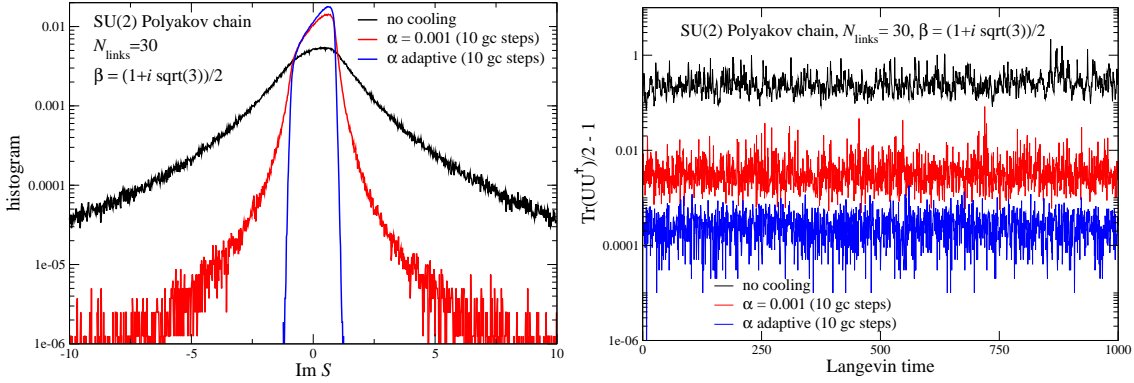 SU(2) Polyakov chain
N_links=30
β = (1+i sqrt(3))/2
no cooling
α = 0.001 (10 gc steps)
α adaptive (10 gc steps)
histogram
0.01
0.001
0.0001
1e-05
1e-06
-10
-5
0
5
10
Im S
SU(2) Polyakov chain, N_links= 30, β = (1+i sqrt(3))/2
Tr(UU†)/2 - 1
1
0.01
0.0001
1e-06
no cooling
α = 0.001 (10 gc steps)
α adaptive (10 gc steps)
0
250
500
750
1000
Langevin time